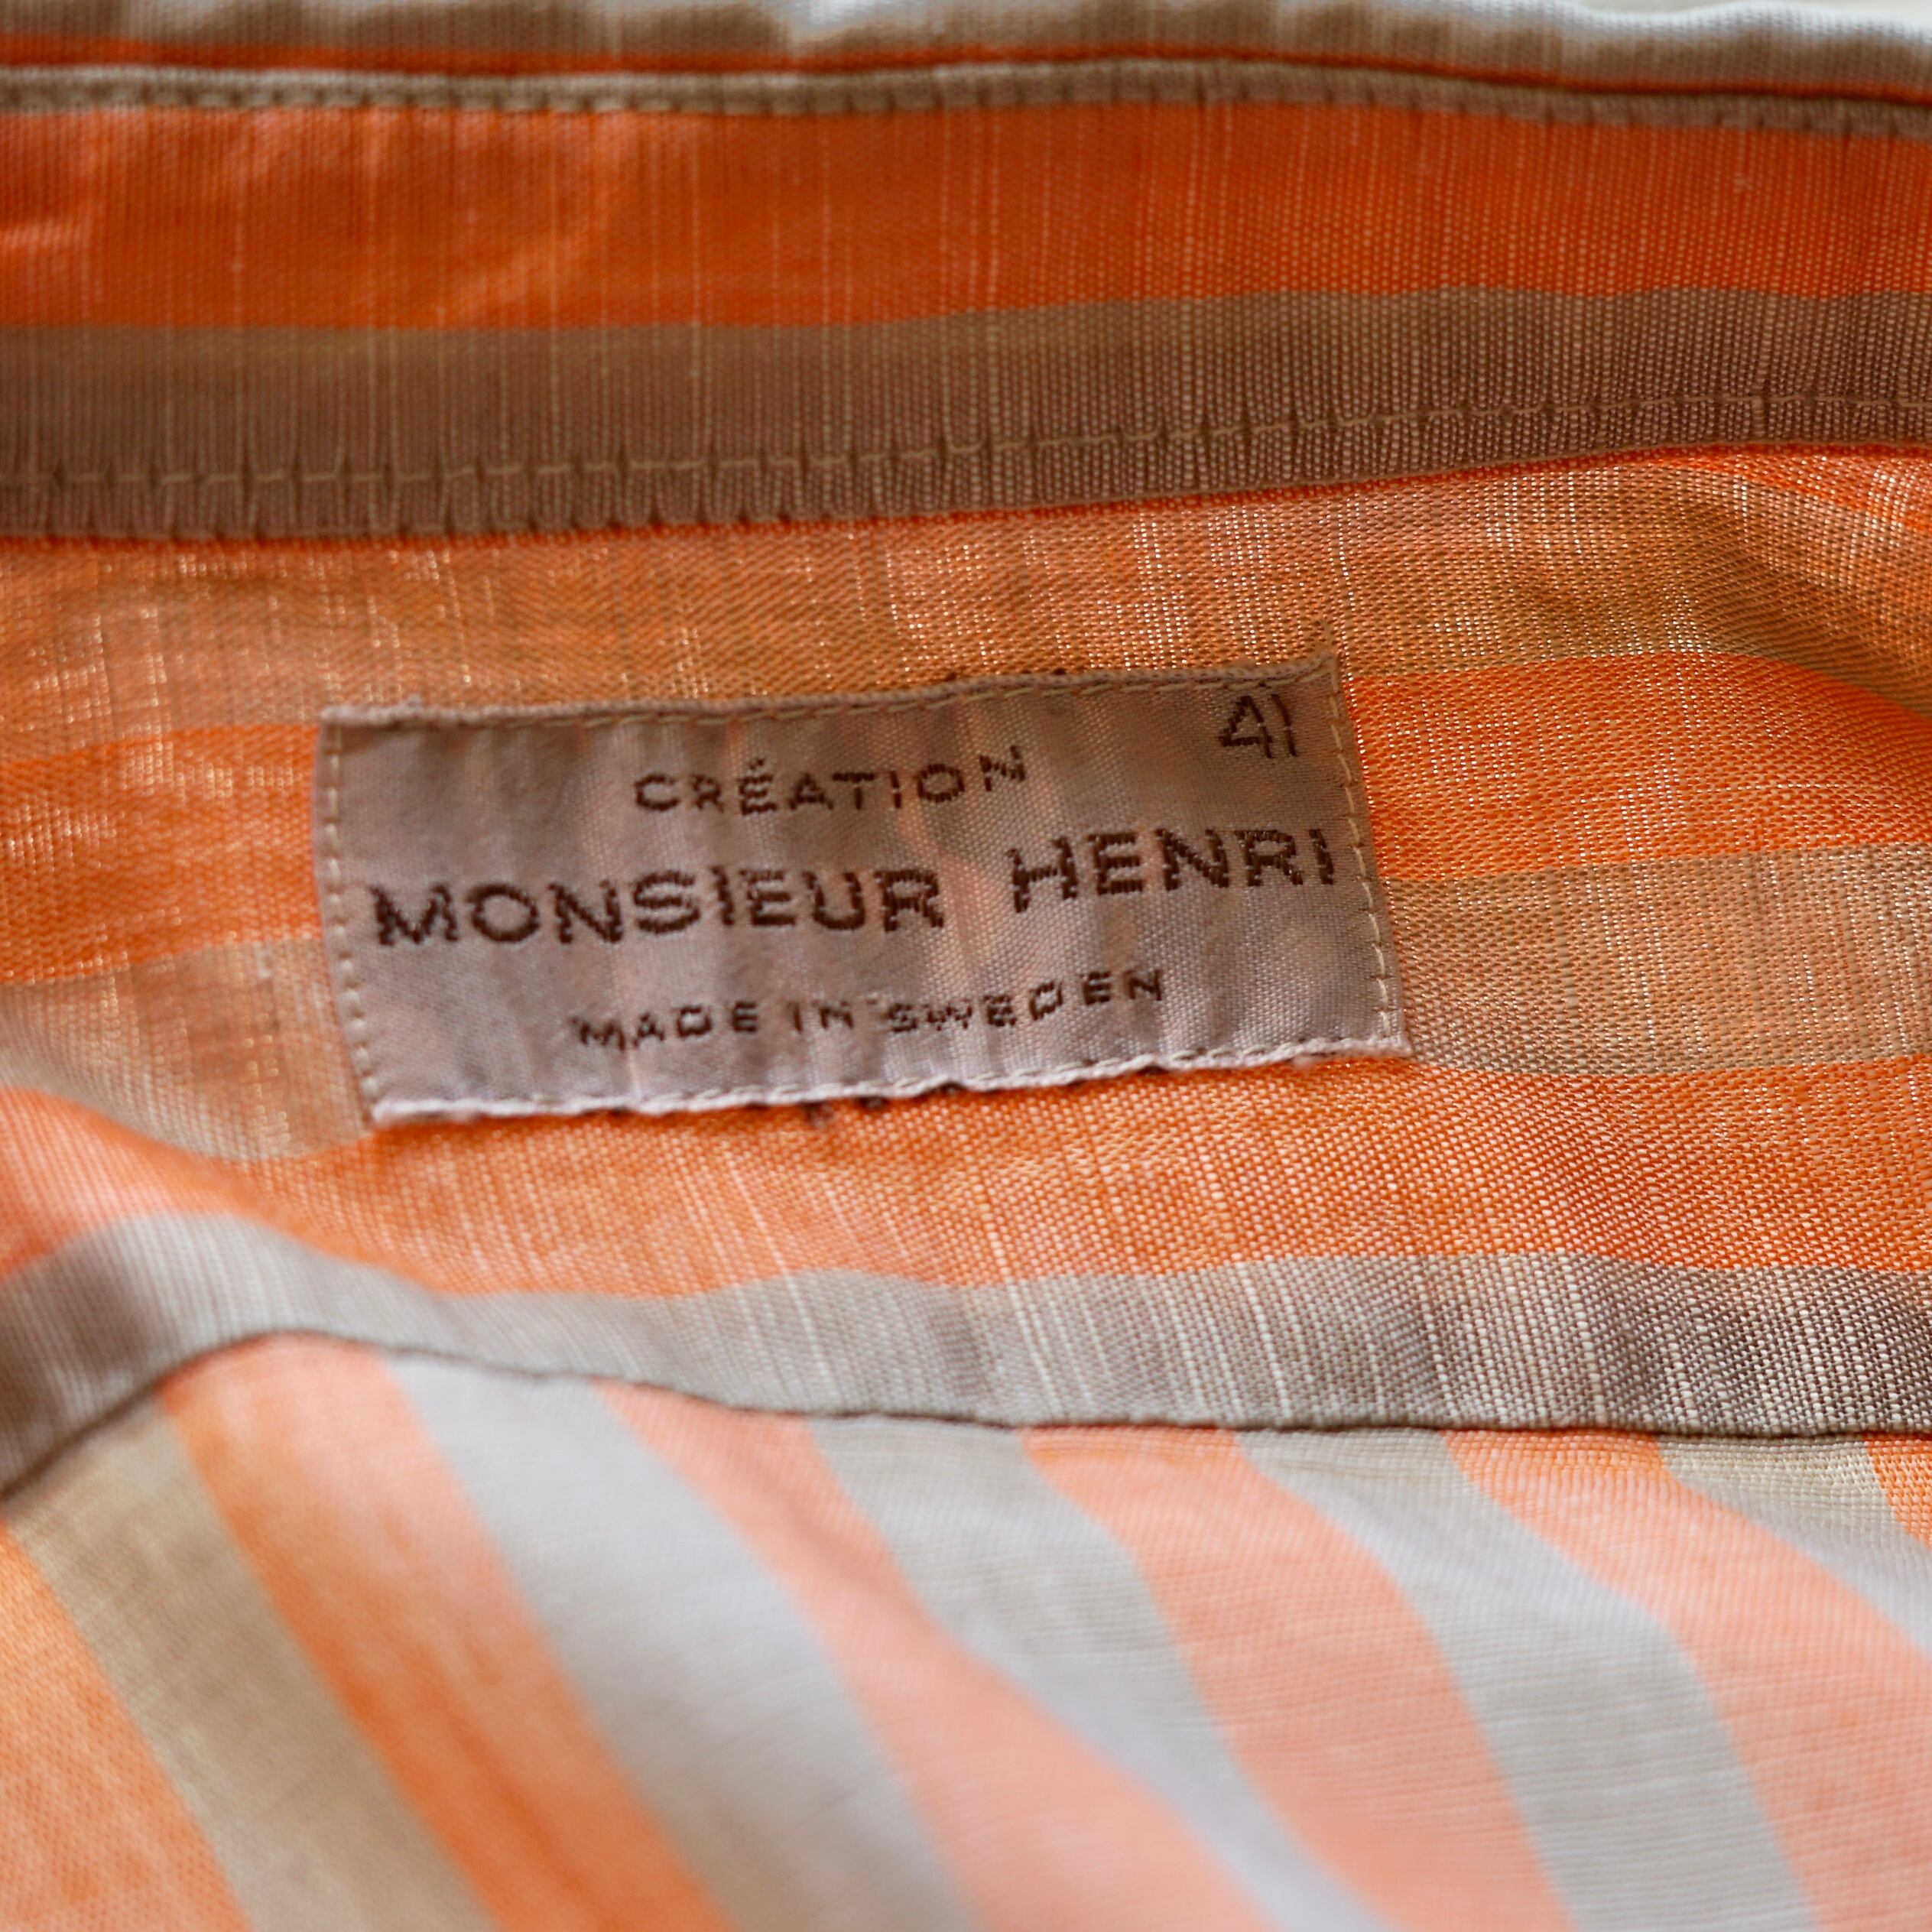 41
CRÉATION
MONSIEUR HENRI
MADE IN SWEDEN